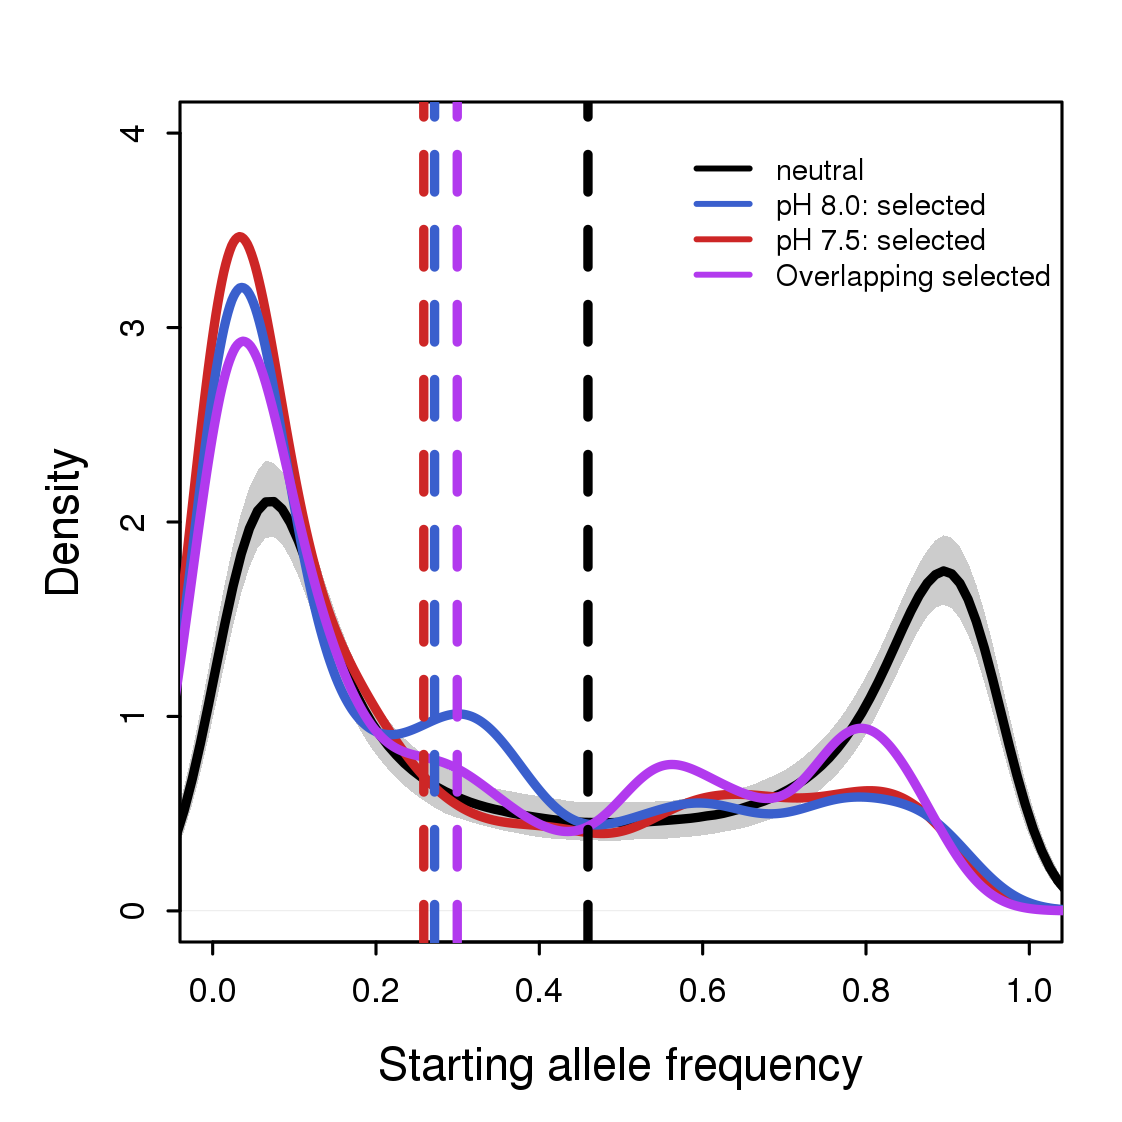 4
3
2
1
0
Density
neutral
pH 8.0: selected
pH 7.5: selected
Overlapping selected
0.0 0.2 0.4 0.6 0.8 1.0
Starting allele frequency